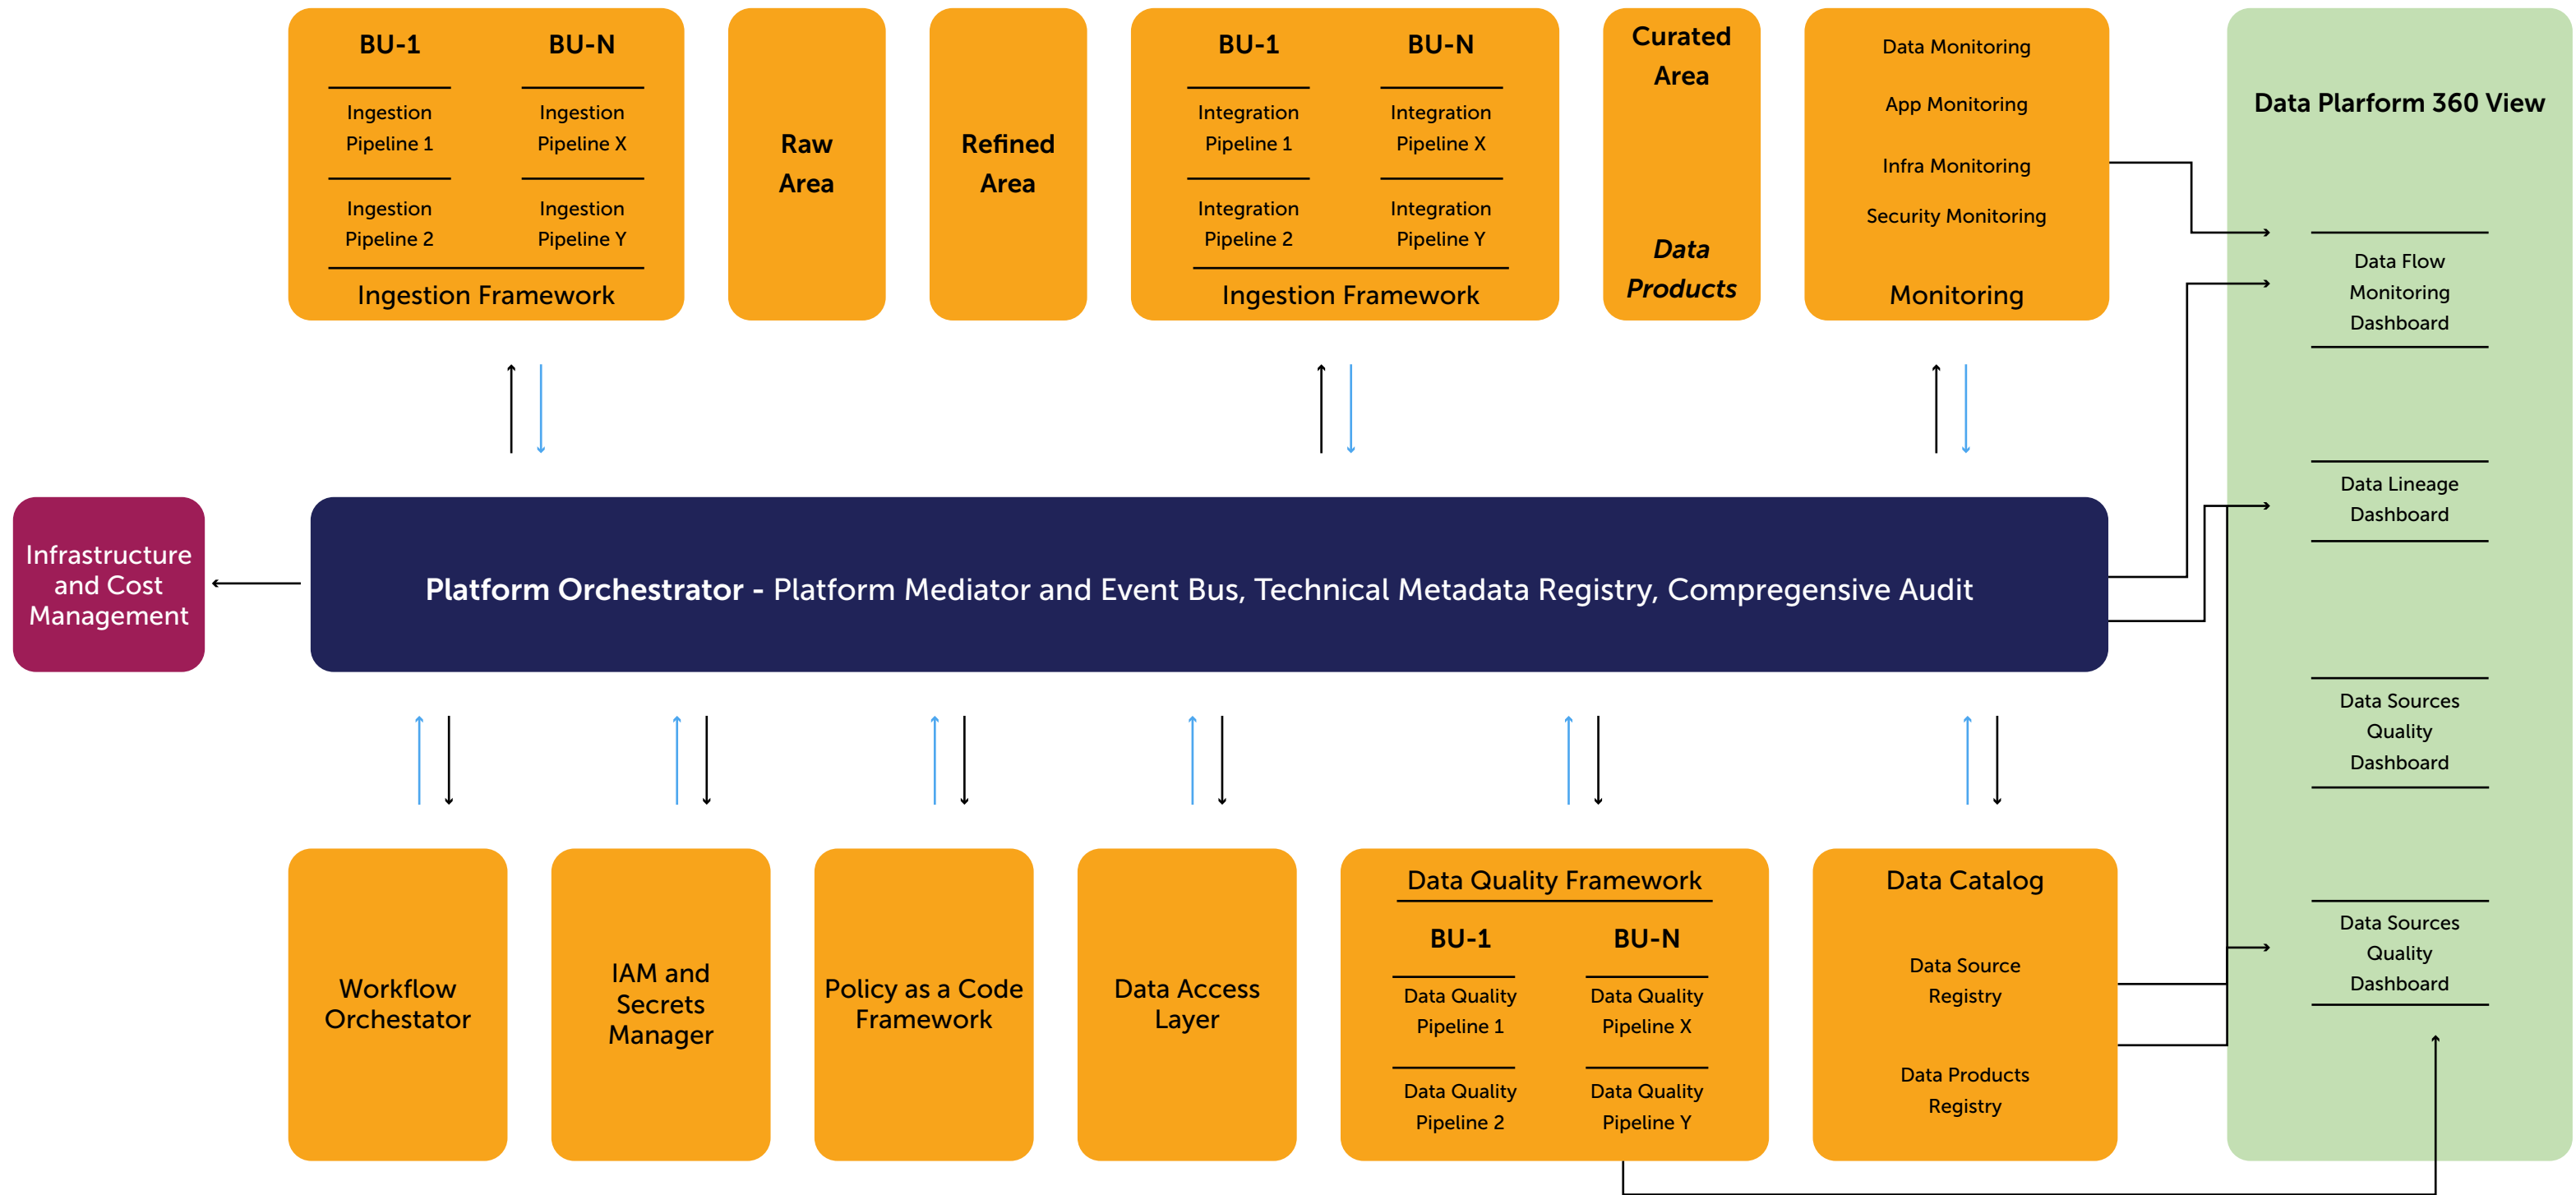 BU-1
Ingestion
Pipeline 1
Ingestion
Pipeline 2
BU-N
Ingestion
Pipeline X
Ingestion
Pipeline Y
Ingestion Framework
Raw
Area
Refined
Area
BU-1
Integration
Pipeline 1
Integration
Pipeline 2
BU-N
Integration
Pipeline X
Integration
Pipeline Y
Ingestion Framework
Curated
Area
Data
Products
Data Monitoring
App Monitoring
Infra Monitoring
Security Monitoring
Monitoring
Data Plarform 360 View
Data Flow
Monitoring
Dashboard
Data Lineage
Dashboard
Data Sources
Quality
Dashboard
Data Sources
Quality
Dashboard
Infrastructure
and Cost
Management
Platform Orchestrator - Platform Mediator and Event Bus, Technical Metadata Registry, Compregensive Audit
Workflow
Orchestator
IAM and
Secrets
Manager
Policy as a Code
Framework
Data Access
Layer
Data Quality Framework
BU-1
Data Quality
Pipeline 1
Data Quality
Pipeline 2
BU-N
Data Quality
Pipeline X
Data Quality
Pipeline Y
Data Catalog
Data Source
Registry
Data Products
Registry